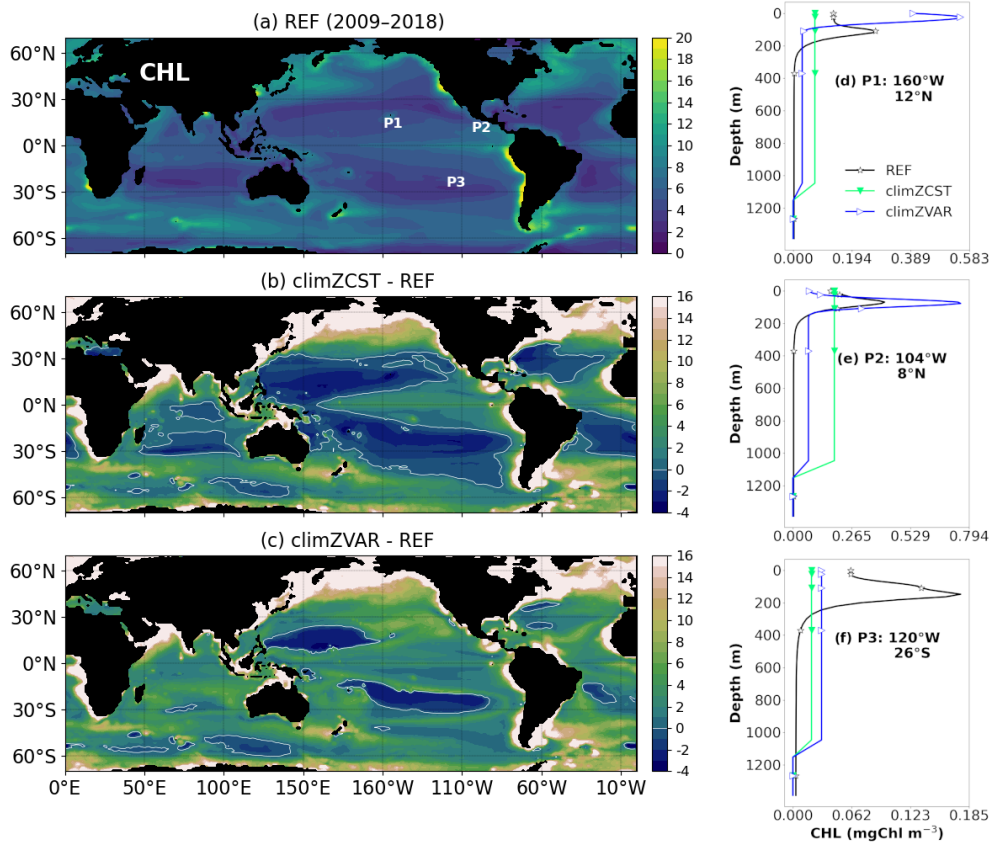 (a) REF (2009–2018)
60°N
30°N
0°N
30°S
60°S
CHL
P1
P2
P3
20
18
16
14
12
10
8
6
4
2
0
(b) climZCST - REF
60°N
30°N
0°N
30°S
60°S
16
14
12
10
8
6
4
2
0
-2
-4
(c) climZVAR - REF
60°N
30°N
0°N
30°S
60°S
0°E
50°E
100°E
150°E
160°W
110°W
60°W
10°W
16
14
12
10
8
6
4
2
0
-2
-4
Depth (m)
0
200
400
600
800
1000
1200
(d) P1: 160°W
12°N
REF
climZCST
climZVAR
0.000 0.194 0.389 0.583
Depth (m)
0
200
400
600
800
1000
1200
(e) P2: 104°W
8°N
0.000 0.265 0.529 0.794
Depth (m)
0
200
400
600
800
1000
1200
(f) P3: 120°W
26°S
0.000 0.062 0.123 0.185
CHL (mgChl m⁻³)